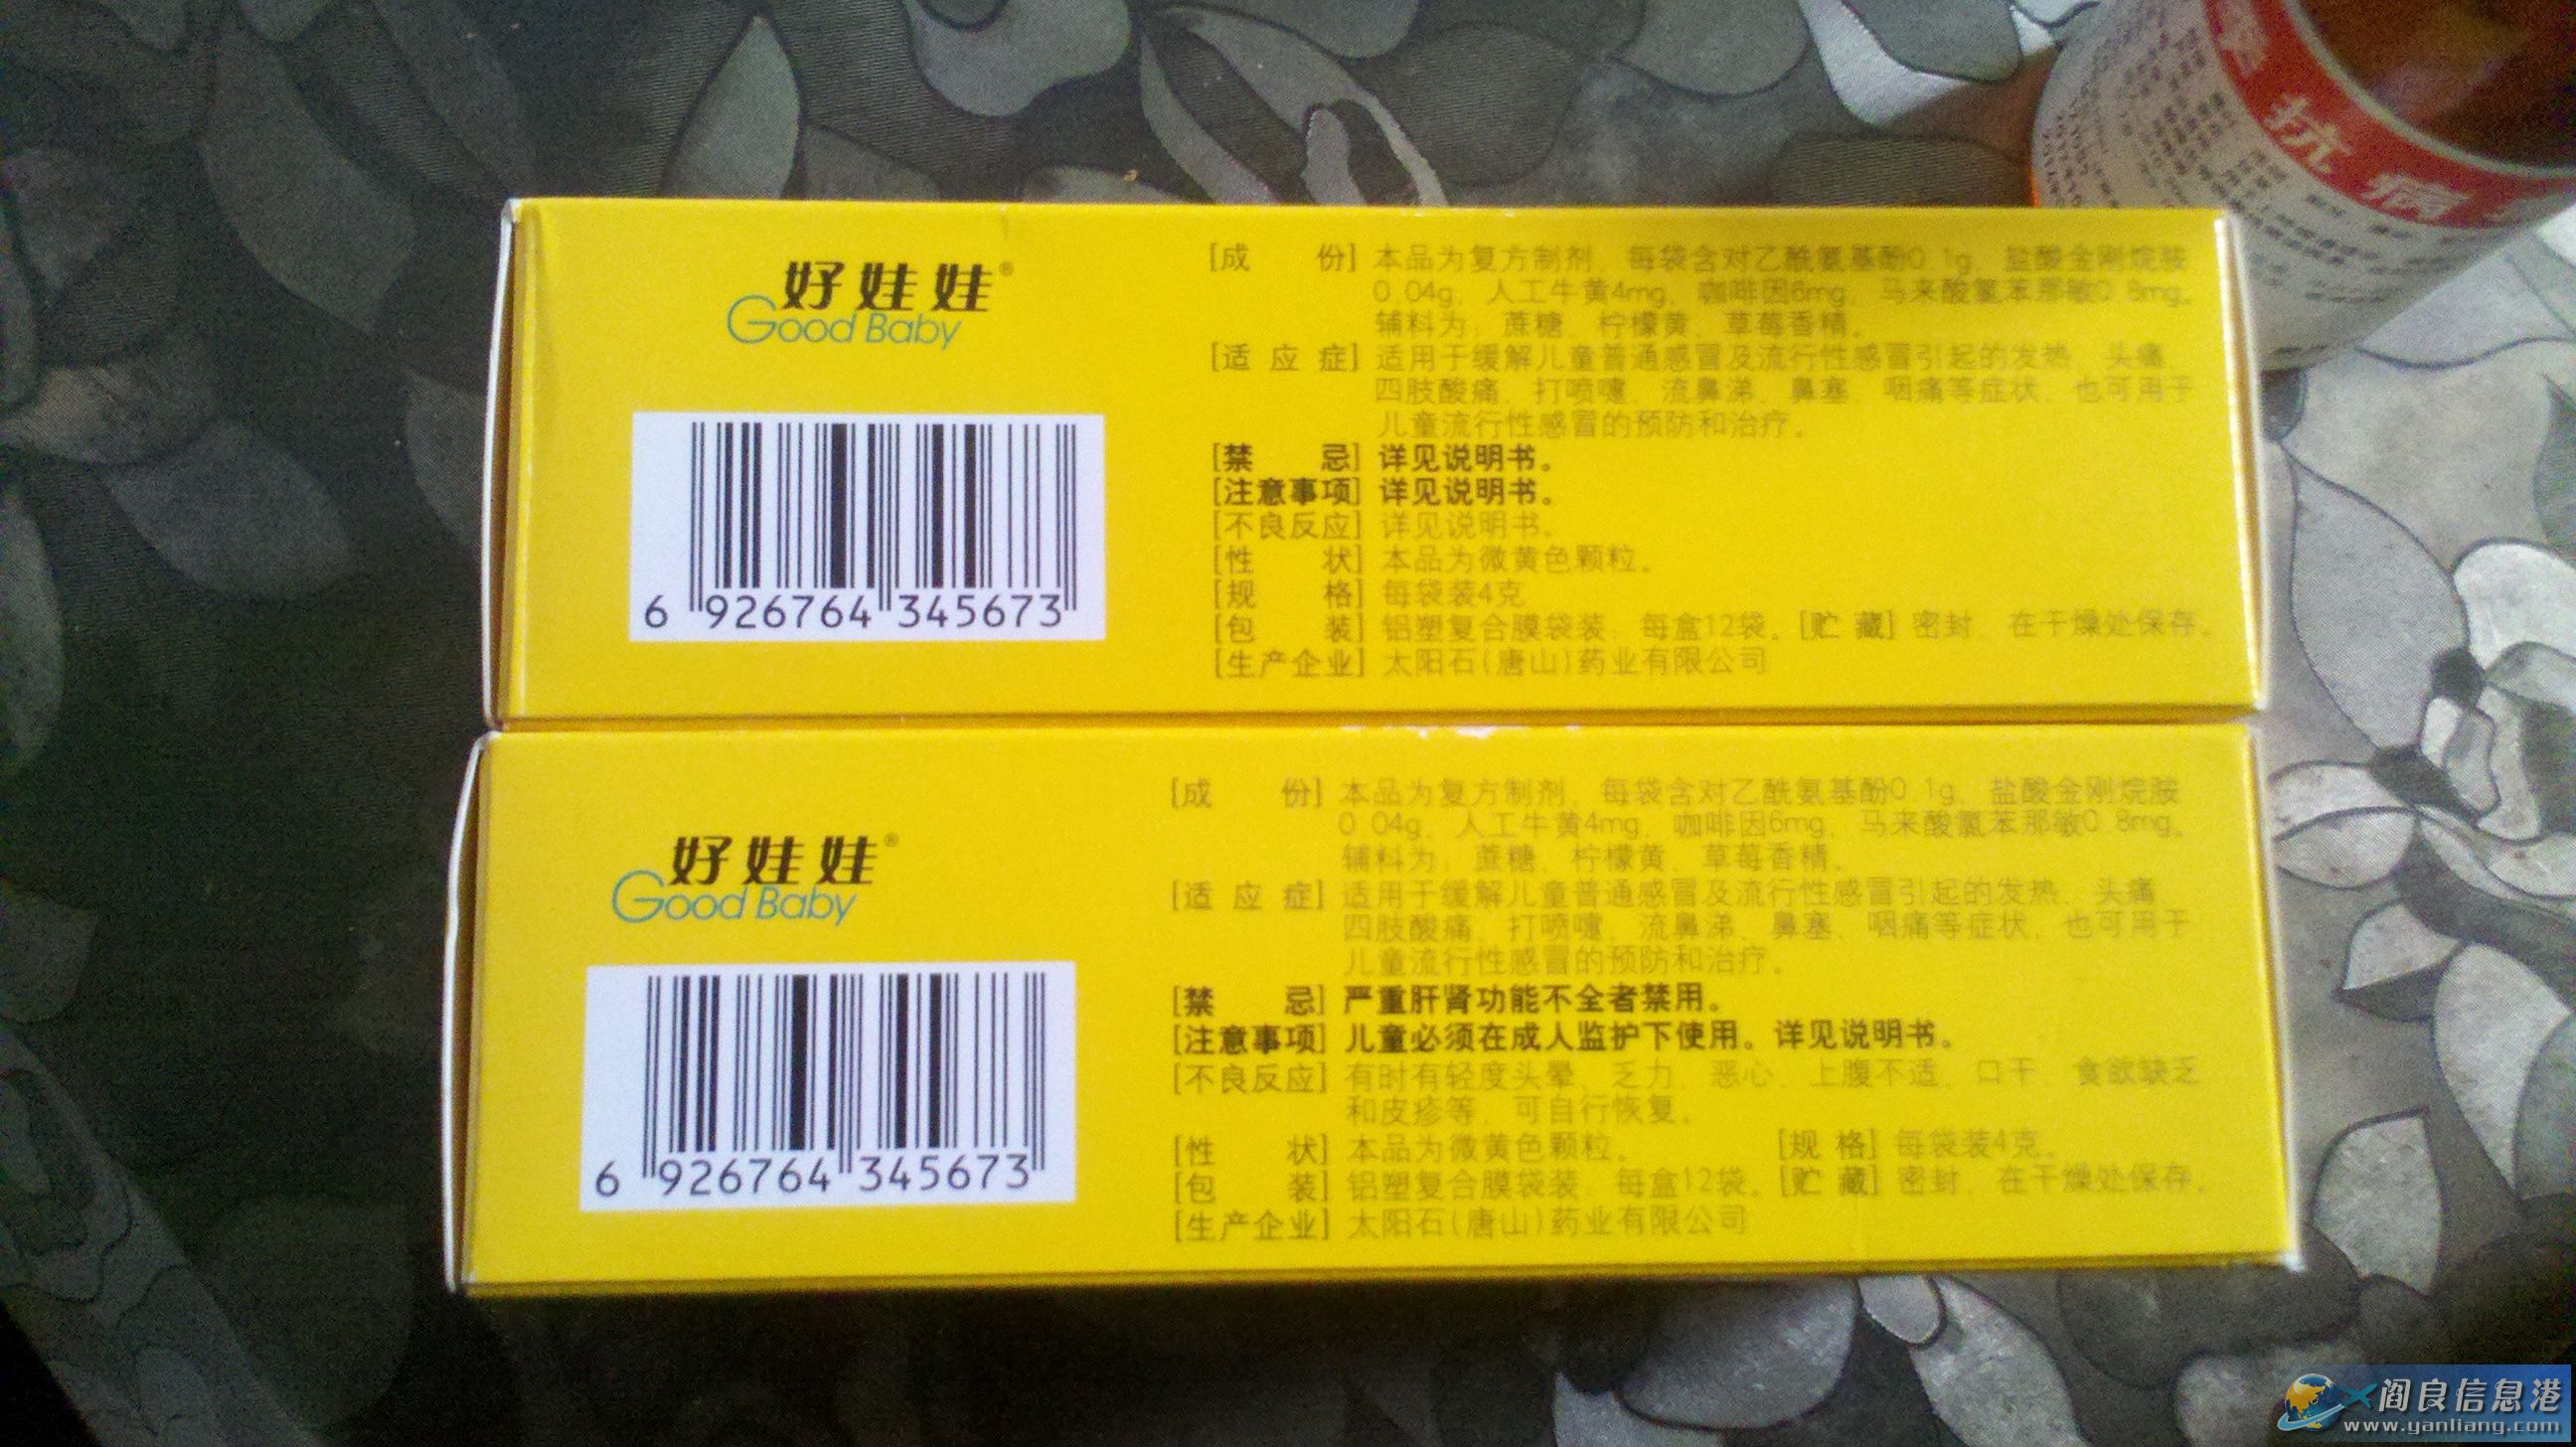 好娃娃®
Good Baby
6 926764 345673
[成 份] 本品为复方制剂，每袋含对乙酰氨基酚0.1g，盐酸金刚烷胺
0.04g，人工牛黄4mg，咖啡因6mg，马来酸氯苯那敏0.8mg。
辅料为：蔗糖、柠檬黄、草莓香精。
[适 应 症] 适用于缓解儿童普通感冒及流行性感冒引起的发热、头痛、
四肢酸痛、打喷嚏、流鼻涕、鼻塞、咽痛等症状，也可用于
儿童流行性感冒的预防和治疗。
[禁 忌] 详见说明书。
[注意事项] 详见说明书。
[不良反应] 详见说明书。
[性 状] 本品为微黄色颗粒。
[规 格] 每袋装4克
[包 装] 铝塑复合膜袋装，每盒12袋。[贮 藏] 密封，在干燥处保存。
[生产企业] 太阳石(唐山)药业有限公司
好娃娃®
Good Baby
6 926764 345673
[成 份] 本品为复方制剂，每袋含对乙酰氨基酚0.1g，盐酸金刚烷胺
0.04g，人工牛黄4mg，咖啡因6mg，马来酸氯苯那敏0.8mg。
辅料为：蔗糖、柠檬黄、草莓香精。
[适 应 症] 适用于缓解儿童普通感冒及流行性感冒引起的发热、头痛、
四肢酸痛、打喷嚏、流鼻涕、鼻塞、咽痛等症状，也可用于
儿童流行性感冒的预防和治疗。
[禁 忌] 严重肝肾功能不全者禁用。
[注意事项] 儿童必须在成人监护下使用。详见说明书。
[不良反应] 有时有轻度头晕、乏力、恶心、上腹不适、口干、食欲缺乏
和皮疹等，可自行恢复。
[性 状] 本品为微黄色颗粒。 [规 格] 每袋装4克。
[包 装] 铝塑复合膜袋装，每盒12袋。[贮 藏] 密封，在干燥处保存。
[生产企业] 太阳石(唐山)药业有限公司
抗病
阎良信息港
www.yanliang.com